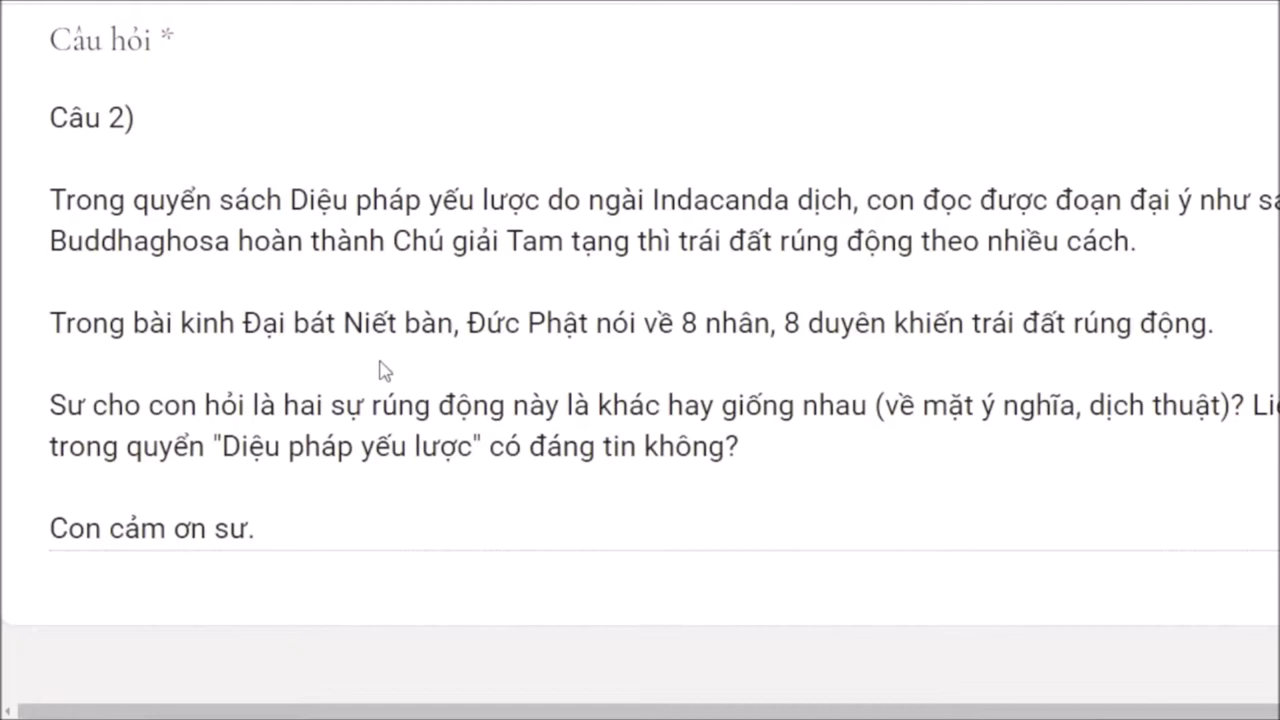 Câu hỏi *
Câu 2)
Trong quyển sách Diệu pháp yếu lược do ngài Indacanda dịch, con đọc được đoạn đại ý như
Buddhaghosa hoàn thành Chú giải Tam tạng thì trái đất rúng động theo nhiều cách.
Trong bài kinh Đại bát Niết bàn, Đức Phật nói về 8 nhân, 8 duyên khiến trái đất rúng động.
Sư cho con hỏi là hai sự rúng động này là khác hay giống nhau (về mặt ý nghĩa, dịch thuật)?
trong quyển "Diệu pháp yếu lược" có đáng tin không?
Con cảm ơn sư.